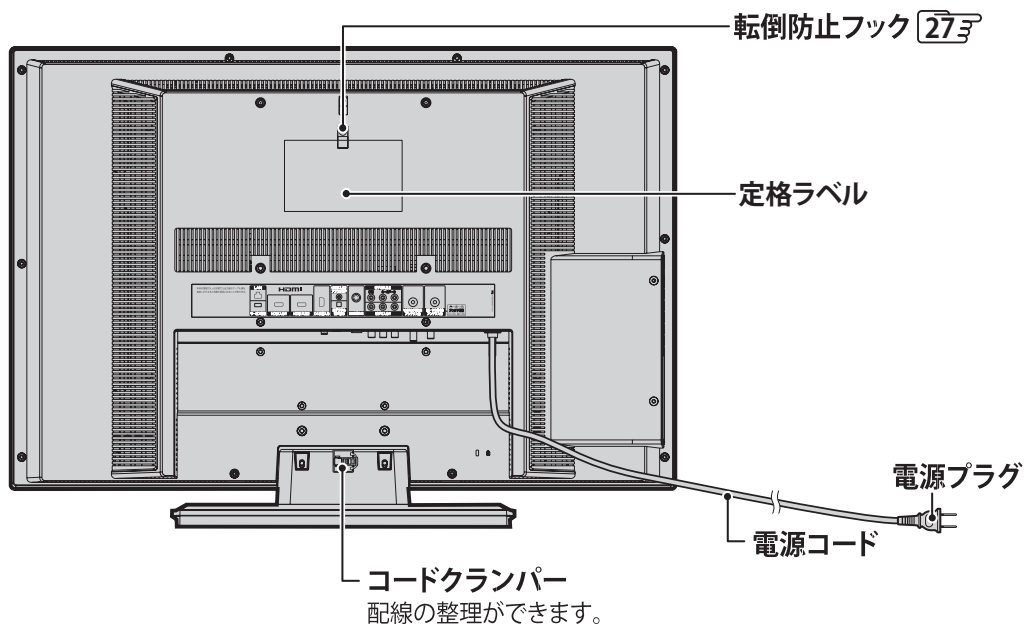 転倒防止フック 27
定格ラベル
HDMI
電源プラグ
電源コード
コードクランパー
配線の整理ができます。